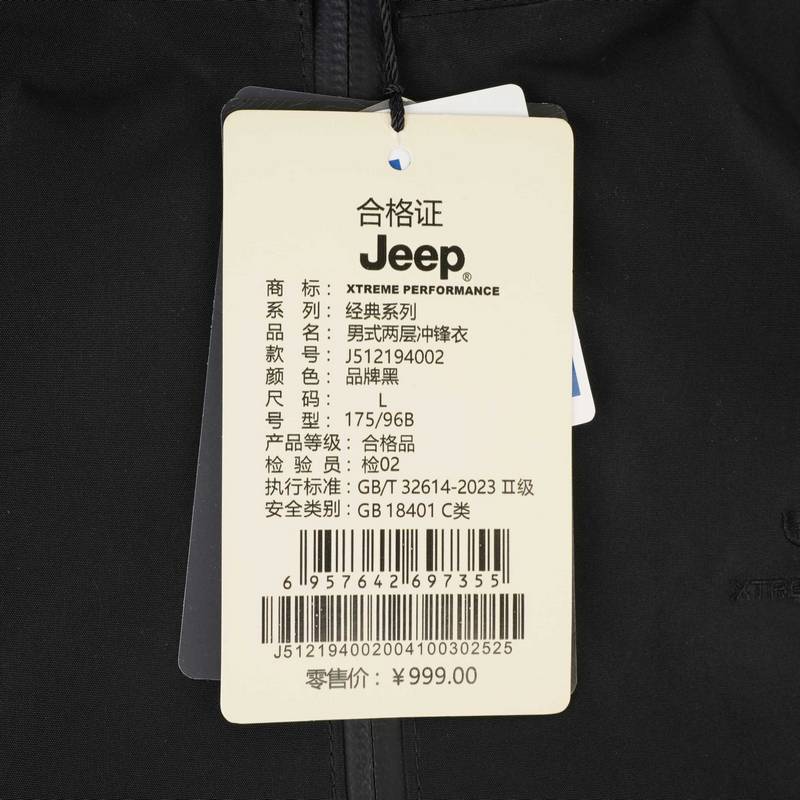 合格证
Jeep®
商 标： XTREME PERFORMANCE
系 列： 经典系列
品 名： 男式两层冲锋衣
款 号： J512194002
颜 色： 品牌黑
尺 码： L
号 型： 175/96B
产品等级： 合格品
检 验 员： 检02
执行标准： GB/T 32614-2023 Ⅱ级
安全类别： GB 18401 C类
6 957642 697355
J512194002004100302525
零售价：￥999.00